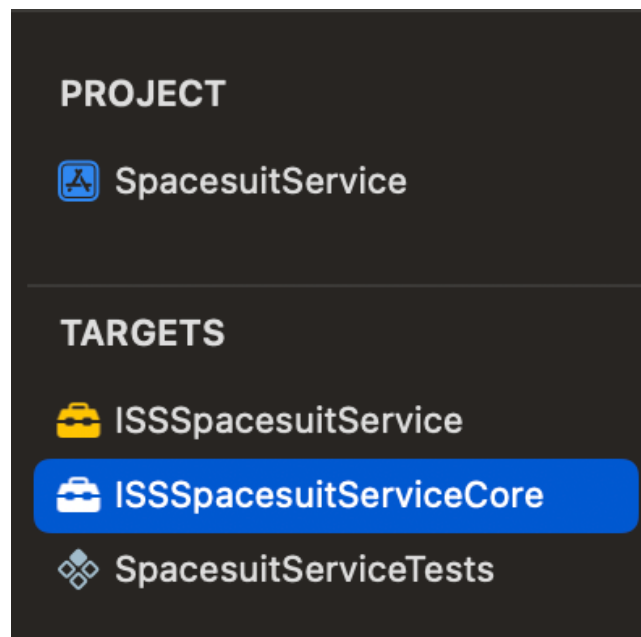 PROJECT
SpacesuitService
TARGETS
ISSSpacesuitService
ISSSpacesuitServiceCore
SpacesuitServiceTests